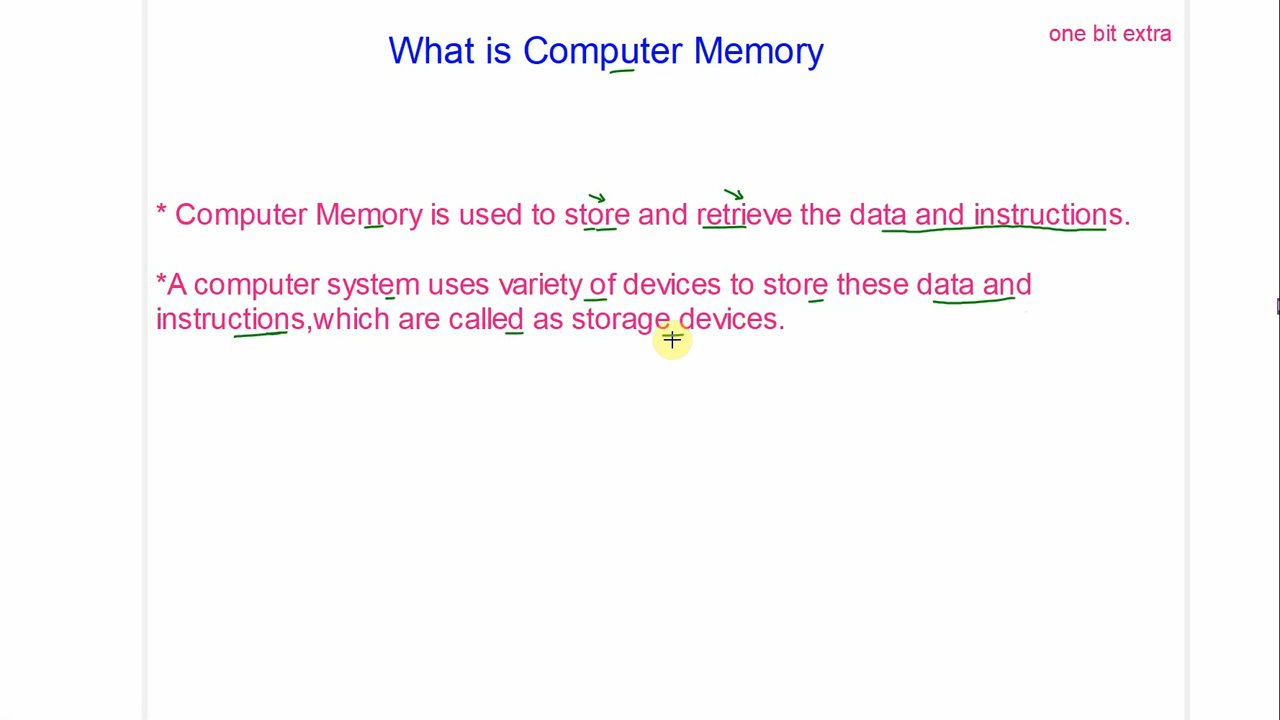 What is Computer Memory
one bit extra
* Computer Memory is used to store and retrieve the data and instructions.
*A computer system uses variety of devices to store these data and
instructions,which are called as storage devices.